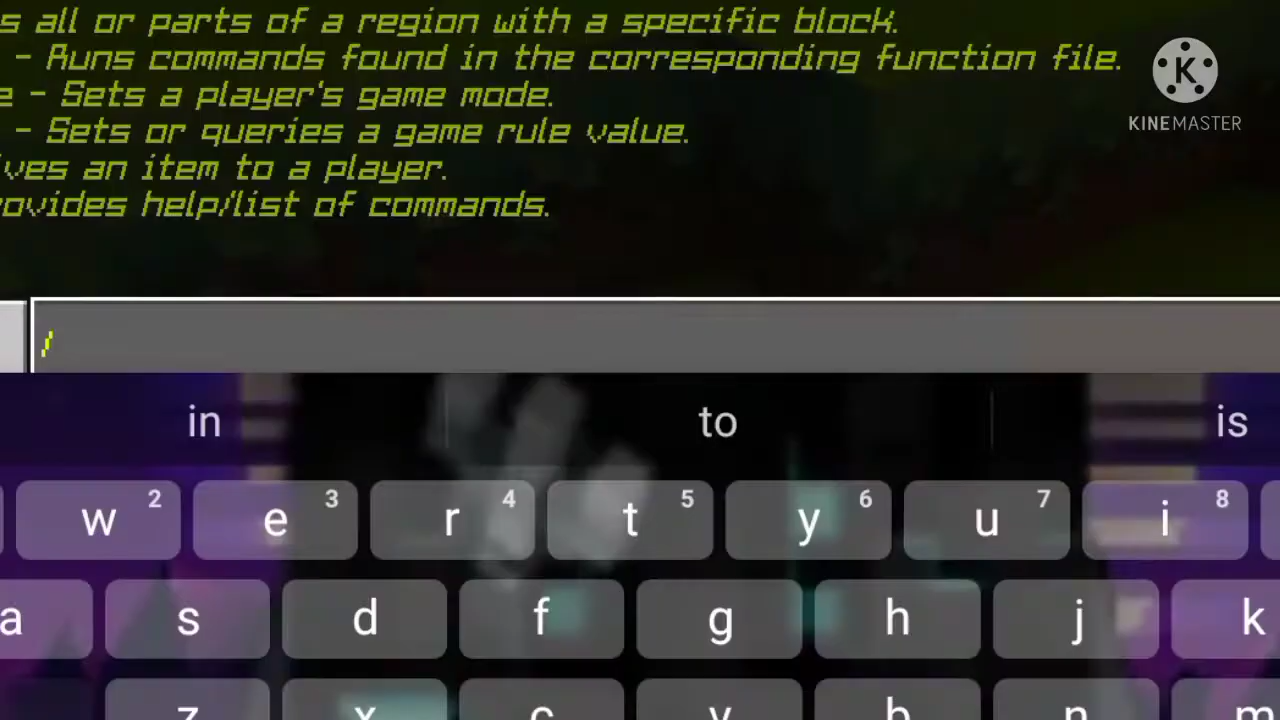 s all or parts of a region with a specific block.
- Runs commands found in the corresponding function file.
e - Sets a player's game mode.
- Sets or queries a game rule value.
ives an item to a player.
rovides help/list of commands.
K
KINEMASTER
/
in to is
w 2 e 3 r 4 t 5 y 6 u 7 i 8
a s d f g h j k
z x c v b n m